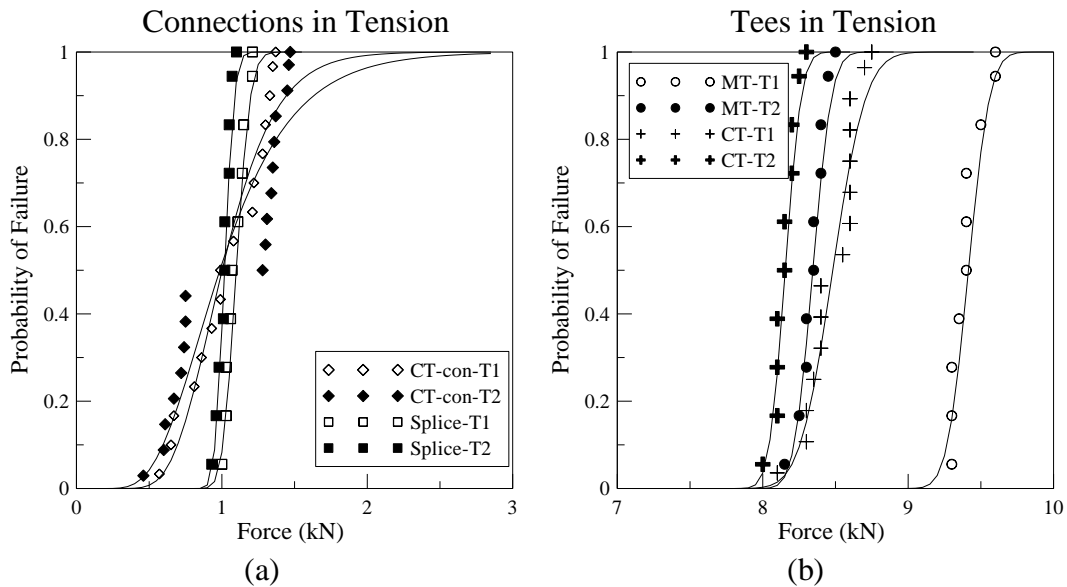 Connections in Tension
Probability of Failure
1
0.8
0.6
0.4
0.2
0
0
1
2
3
Force (kN)
CT-con-T1
CT-con-T2
Splice-T1
Splice-T2
(a)
Tees in Tension
Probability of Failure
1
0.8
0.6
0.4
0.2
0
7
8
9
10
Force (kN)
MT-T1
MT-T2
CT-T1
CT-T2
(b)